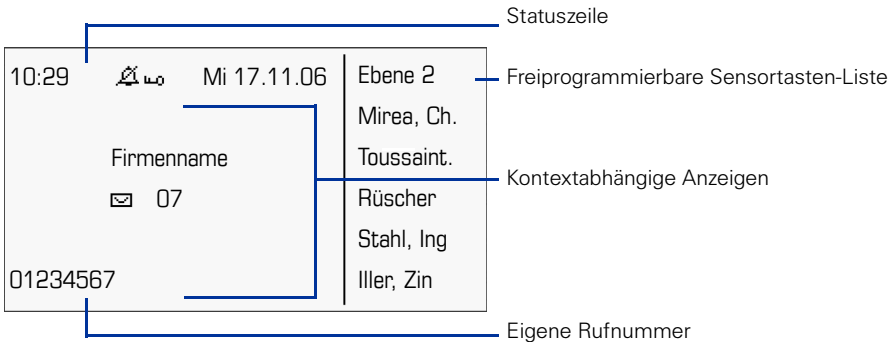 Statuszeile
10:29 Mi 17.11.06
Ebene 2
Freiprogrammierbare Sensortasten-Liste
Mirea, Ch.
Firmenname
Toussaint.
Kontextabhängige Anzeigen
07
Rüscher
Stahl, Ing
01234567
Iller, Zin
Eigene Rufnummer